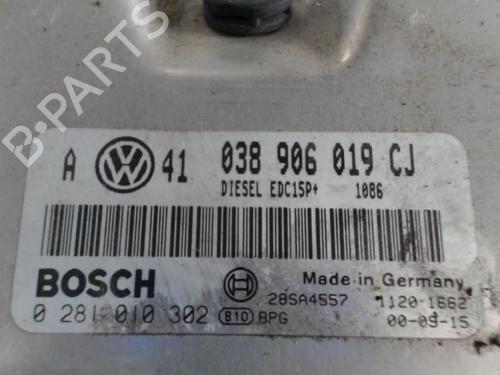 B-PARTS
A VW 41 038 906 019 CJ
DIESEL EDC15P+ 1086
BOSCH
Made in Germany
28SA4557 1120 1662
0 281 010 302 810 BPG 00-09-15